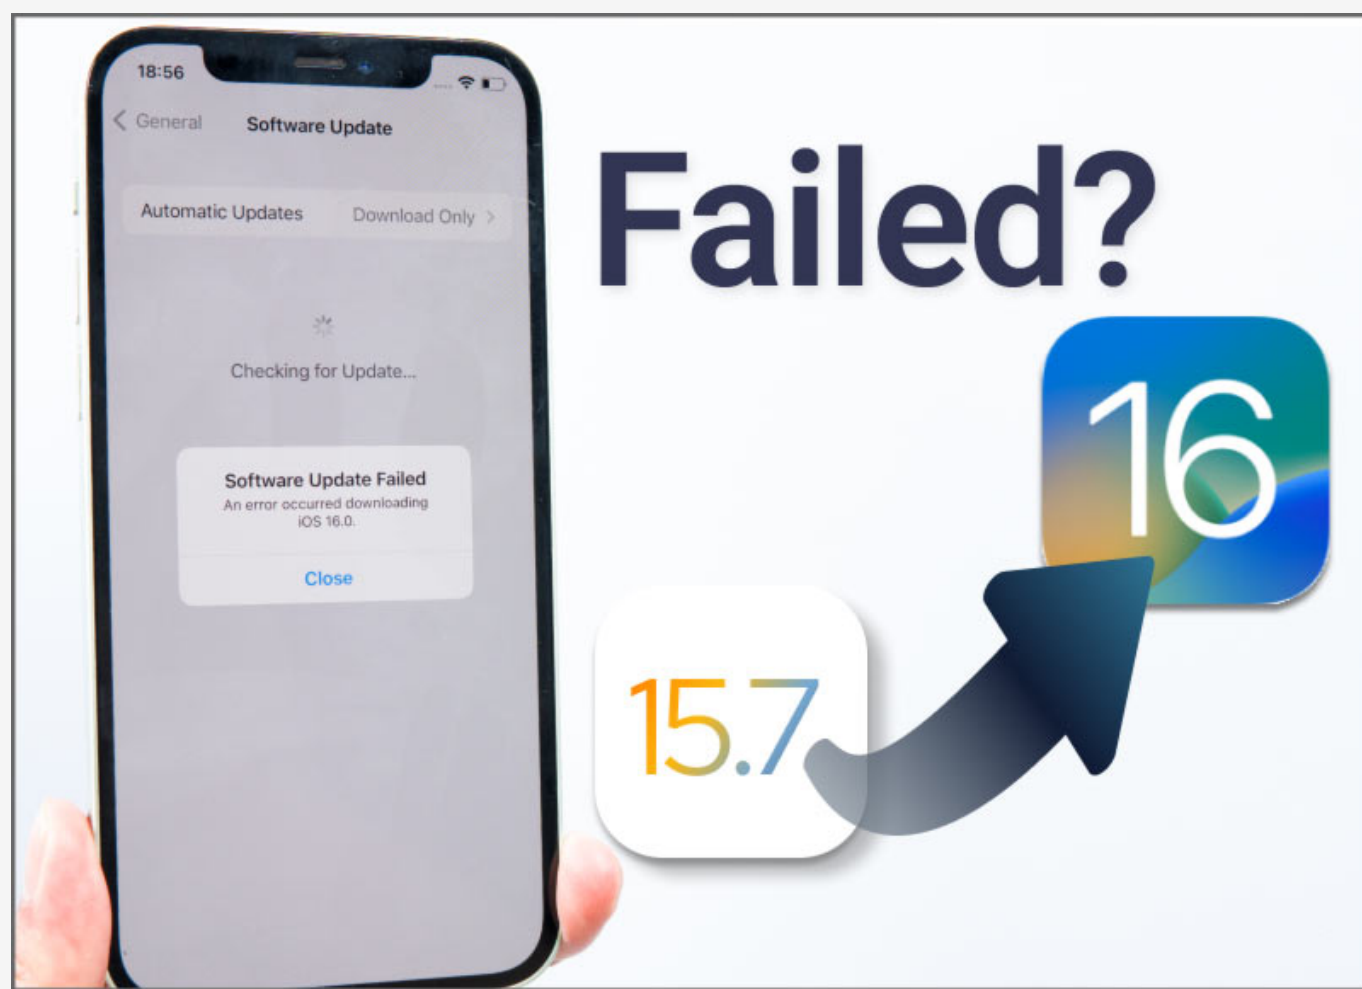 18:56
General
Software Update
Automatic Updates
Download Only
Checking for Update...
Software Update Failed
An error occurred downloading
iOS 16.0.
Close
Failed?
16
15.7